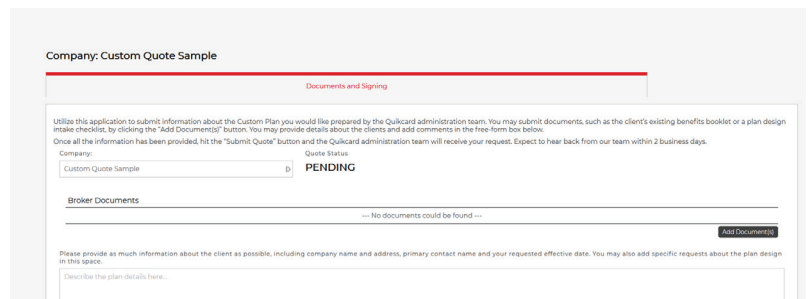 Company: Custom Quote Sample
Documents and Signing
Utilize this application to submit information about the Custom Plan you would like prepared by the Quikcard administration team. You may submit documents, such as the client's existing benefits booklet or a plan design
intake checklist, by clicking the "Add Document(s)" button. You may provide details about the clients and add comments in the free-form box below.
Once all the information has been provided, hit the "Submit Quote" button and the Quikcard administration team will receive your request. Expect to hear back from our team within 2 business days.
Company: Quote Status
Custom Quote Sample PENDING
Broker Documents
--- No documents could be found ---
Add Document(s)
Please provide as much information about the client as possible, including company name and address, primary contact name and your requested effective date. You may also add specific requests about the plan design
in this space.
Describe the plan details here...